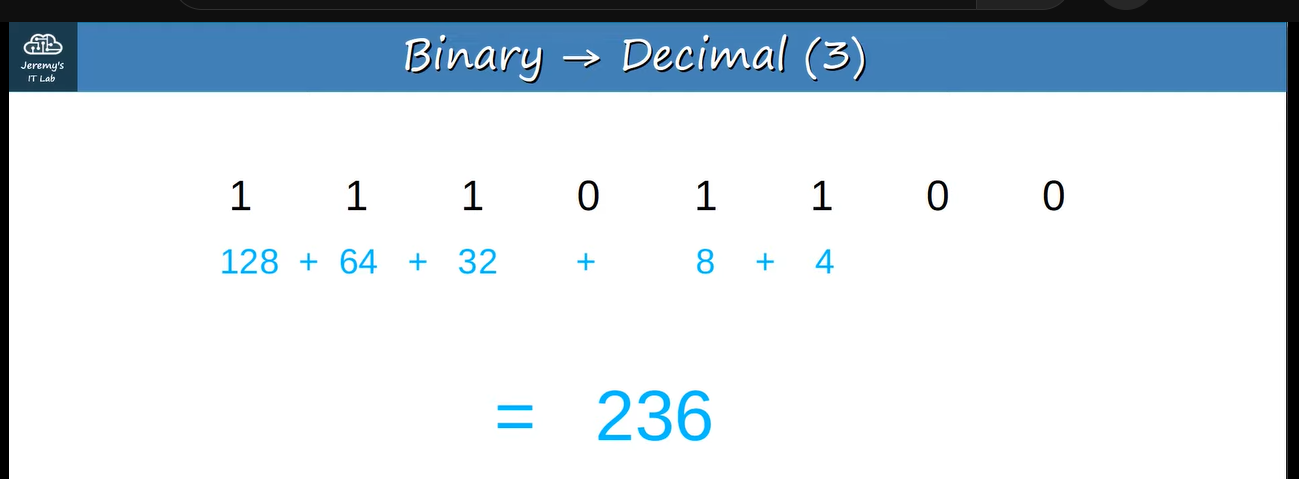 Jeremy's
IT Lab
Binary → Decimal (3)
1 1 1 0 1 1 0 0
128 + 64 + 32 + 8 + 4
= 236